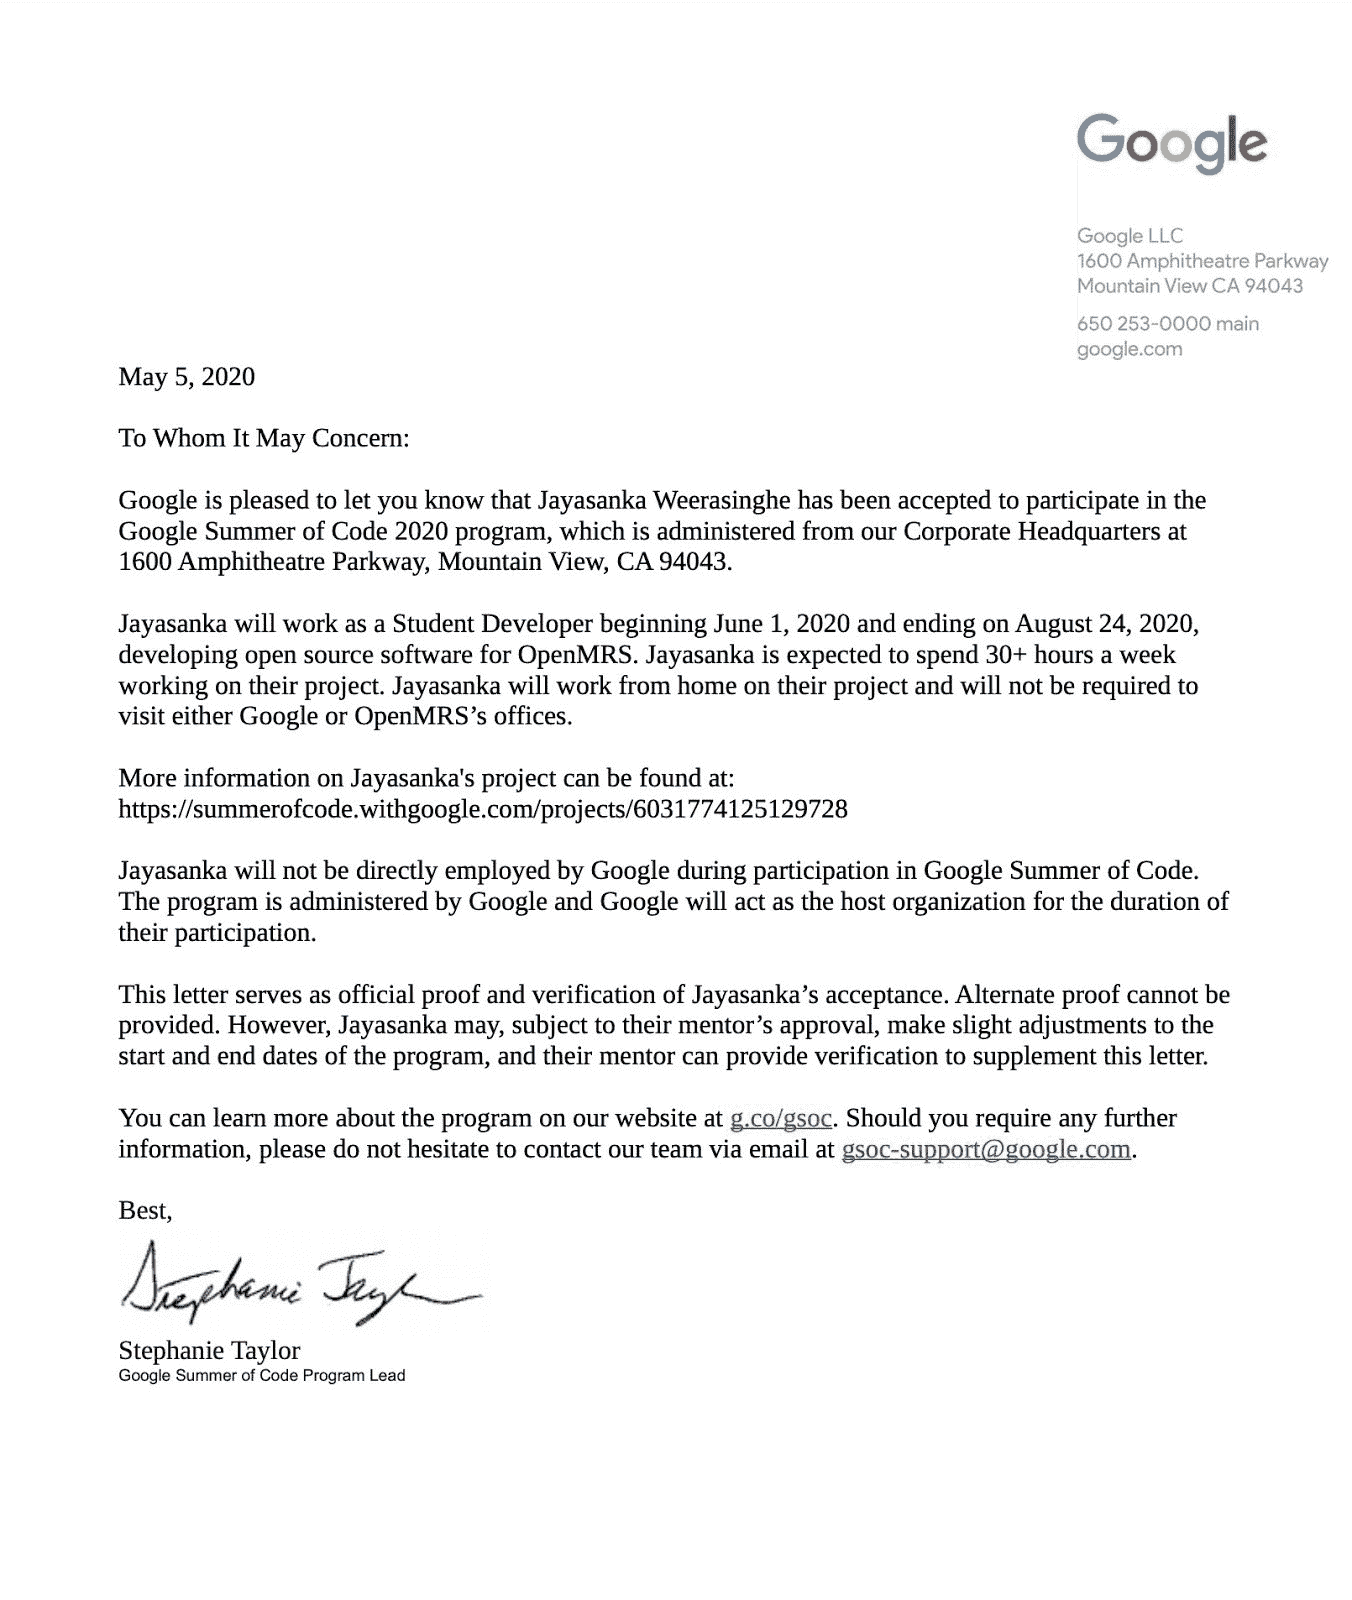 Google
Google LLC
1600 Amphitheatre Parkway
Mountain View CA 94043
650 253-0000 main
google.com
May 5, 2020
To Whom It May Concern:
Google is pleased to let you know that Jayasanka Weerasinghe has been accepted to participate in the
Google Summer of Code 2020 program, which is administered from our Corporate Headquarters at
1600 Amphitheatre Parkway, Mountain View, CA 94043.
Jayasanka will work as a Student Developer beginning June 1, 2020 and ending on August 24, 2020,
developing open source software for OpenMRS. Jayasanka is expected to spend 30+ hours a week
working on their project. Jayasanka will work from home on their project and will not be required to
visit either Google or OpenMRS’s offices.
More information on Jayasanka's project can be found at:
https://summerofcode.withgoogle.com/projects/6031774125129728
Jayasanka will not be directly employed by Google during participation in Google Summer of Code.
The program is administered by Google and Google will act as the host organization for the duration of
their participation.
This letter serves as official proof and verification of Jayasanka’s acceptance. Alternate proof cannot be
provided. However, Jayasanka may, subject to their mentor’s approval, make slight adjustments to the
start and end dates of the program, and their mentor can provide verification to supplement this letter.
You can learn more about the program on our website at g.co/gsoc. Should you require any further
information, please do not hesitate to contact our team via email at gsoc-support@google.com.
Best,
Stephanie Taylor
Stephanie Taylor
Google Summer of Code Program Lead